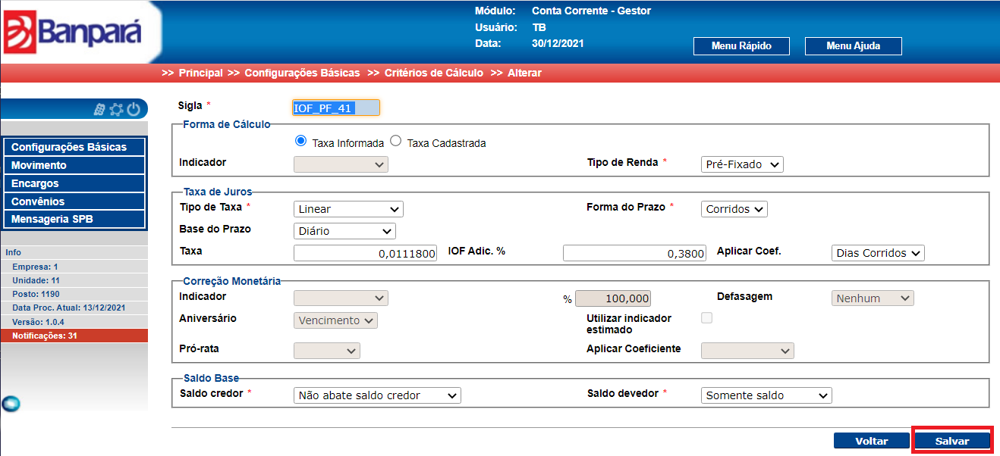 Banpará
Módulo: Conta Corrente - Gestor
Usuário: TB
Data: 30/12/2021
Menu Rápido Menu Ajuda
>> Principal >> Configurações Básicas >> Critérios de Cálculo >> Alterar
Configurações Básicas
Movimento
Encargos
Convênios
Mensageria SPB
Info
Empresa: 1
Unidade: 11
Posto: 1190
Data Proc. Atual: 13/12/2021
Versão: 1.0.4
Notificações: 31
Sigla * IOF_PF_41
Forma de Cálculo
Taxa Informada Taxa Cadastrada
Indicador Tipo de Renda * Pré-Fixado
Taxa de Juros
Tipo de Taxa * Linear Forma do Prazo * Corridos
Base do Prazo Diário
Taxa 0,0111800 IOF Adic. % 0,3800 Aplicar Coef. Dias Corridos
Correção Monetária
Indicador % 100,000 Defasagem Nenhum
Aniversário Vencimento Utilizar indicador
estimado
Pró-rata Aplicar Coeficiente
Saldo Base
Saldo credor * Não abate saldo credor Saldo devedor * Somente saldo
Voltar Salvar